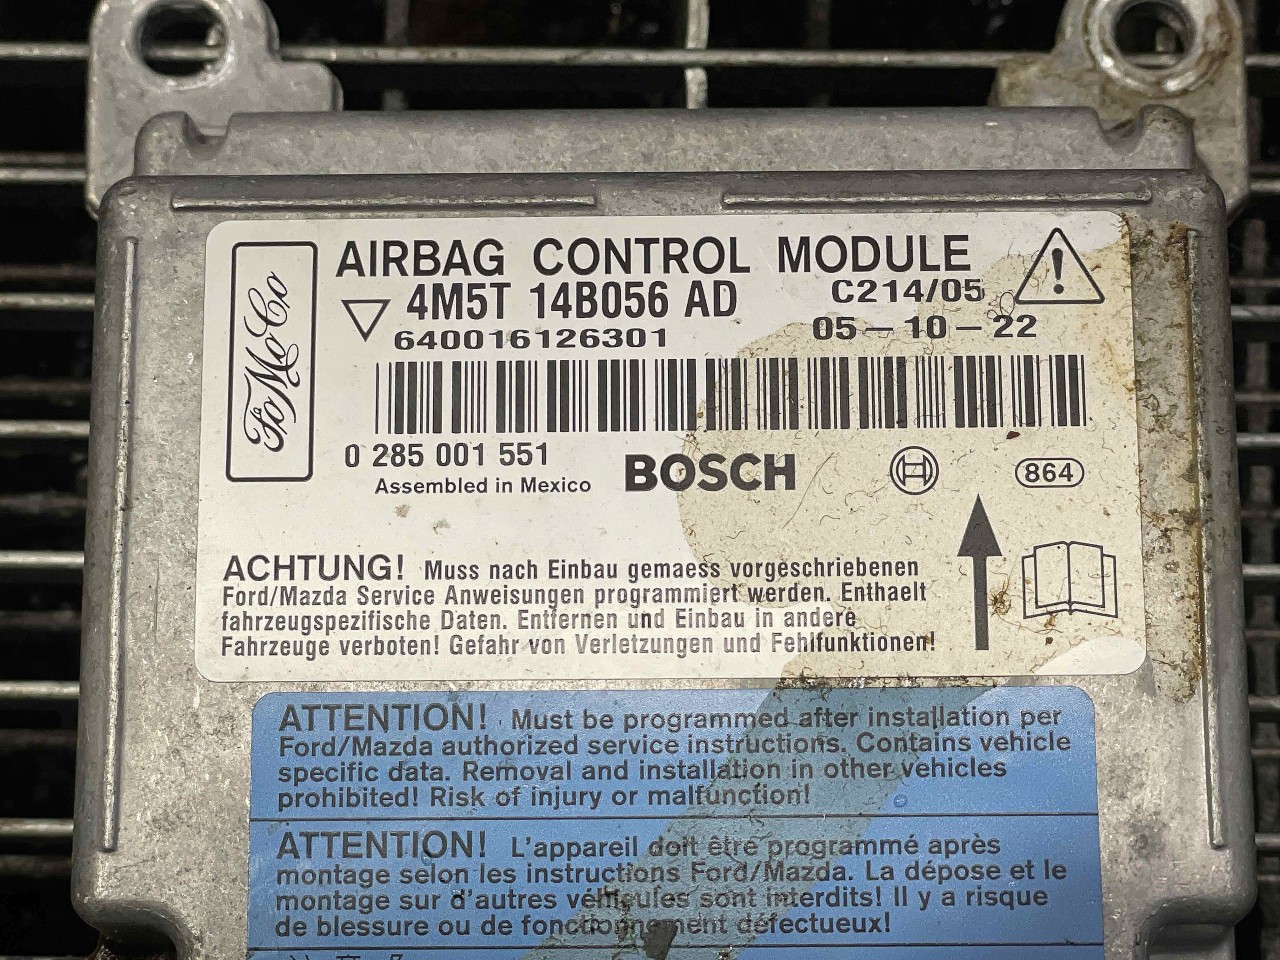 FoMoCo
AIRBAG CONTROL MODULE
4M5T 14B056 AD
C214/05
640016126301
05-10-22
0 285 001 551
BOSCH
864
Assembled in Mexico
ACHTUNG! Muss nach Einbau gemaess vorgeschriebenen
Ford/Mazda Service Anweisungen programmiert werden. Enthaelt
fahrzeugspezifische Daten. Entfernen und Einbau in andere
Fahrzeuge verboten! Gefahr von Verletzungen und Fehlfunktionen!
ATTENTION! Must be programmed after installation per
Ford/Mazda authorized service instructions. Contains vehicle
specific data. Removal and installation in other vehicles
prohibited! Risk of injury or malfunction!
ATTENTION! L'appareil doit être programmé après
montage selon les instructions Ford/Mazda. La dépose et le
montage sur d'autres véhicules sont interdits! Il y a risque
de blessure ou de fonctionnement défectueux!